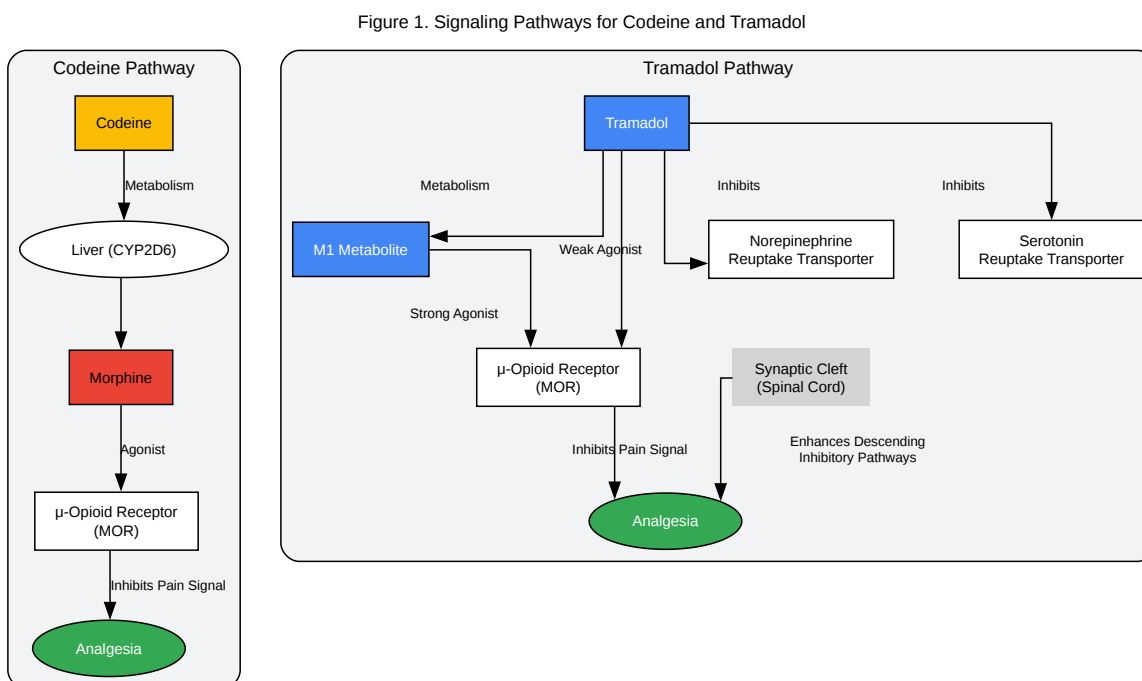 Figure 1. Signaling Pathways for Codeine and Tramadol
Codeine Pathway
Codeine
Metabolism
Liver (CYP2D6)
Morphine
Agonist
μ-Opioid Receptor
(MOR)
Inhibits Pain Signal
Analgesia
Tramadol Pathway
Tramadol
Metabolism
Inhibits
Inhibits
M1 Metabolite
Weak Agonist
Norepinephrine
Reuptake Transporter
Serotonin
Reuptake Transporter
Strong Agonist
μ-Opioid Receptor
(MOR)
Synaptic Cleft
(Spinal Cord)
Inhibits Pain Signal
Enhances Descending
Inhibitory Pathways
Analgesia